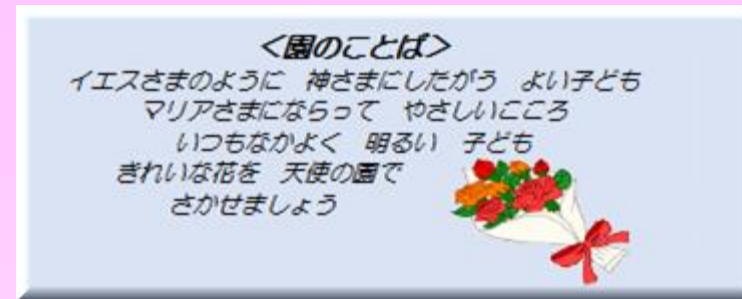 ＜園のことば＞
イエスさまのように　神さまにしたがう　よい子ども
マリアさまにならって　やさしいこころ
いつもなかよく　明るい　子ども
きれいな花を　天使の園で
さかせましょう